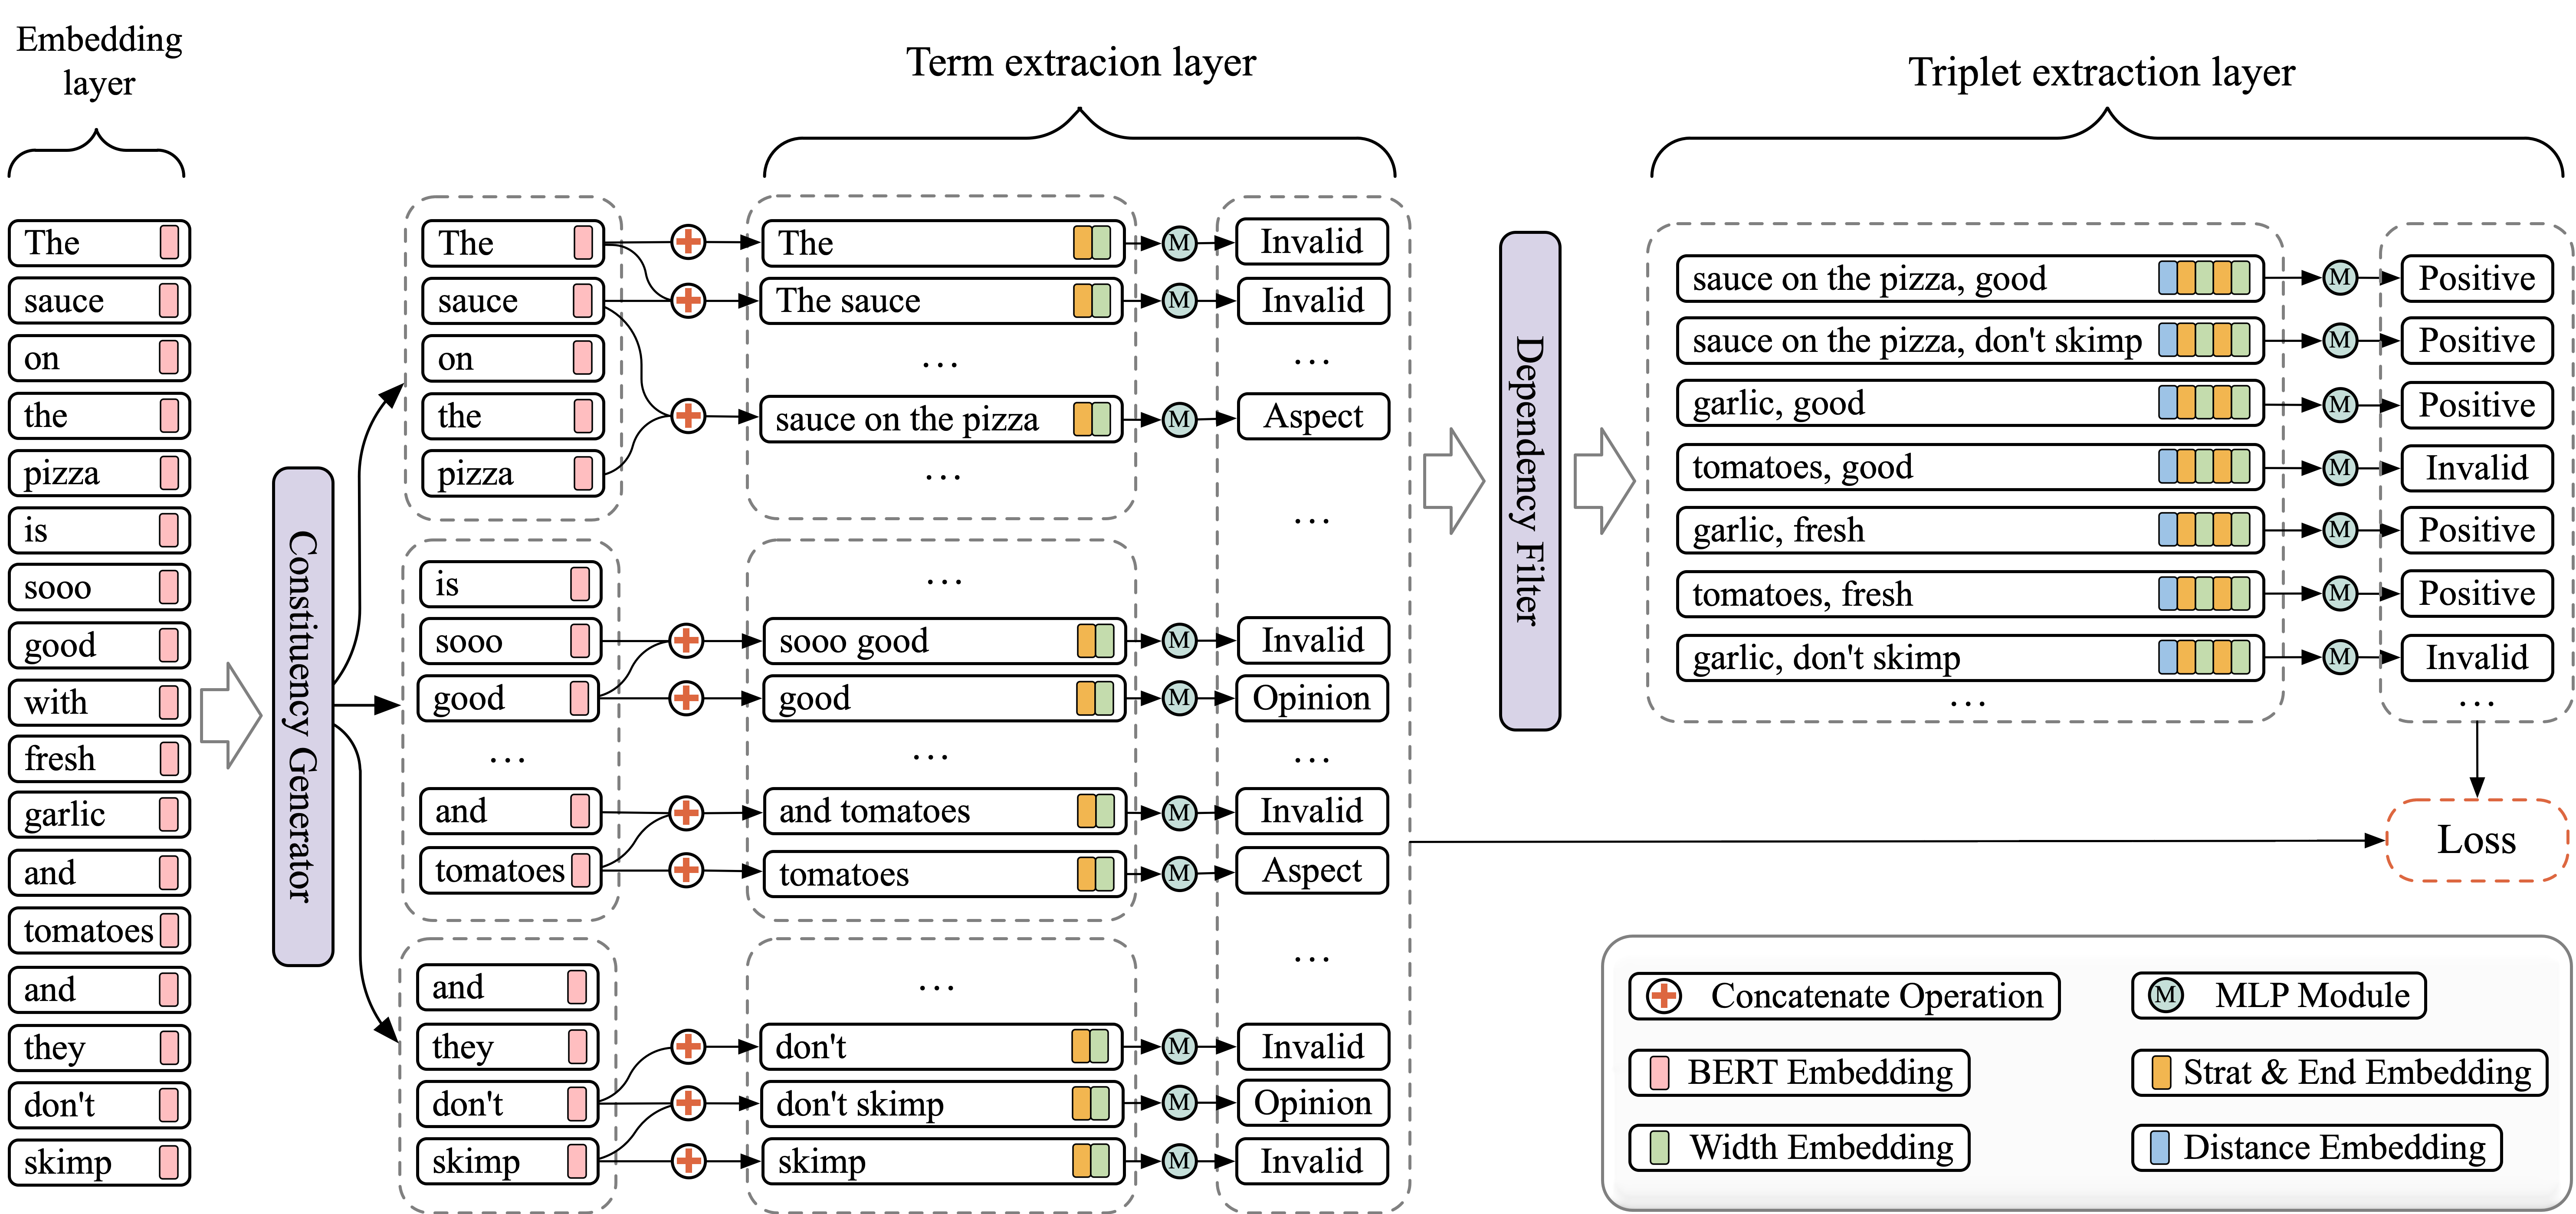 Embedding
layer
The
sauce
on
the
pizza
is
sooo
good
with
fresh
garlic
and
tomatoes
and
they
don't
skimp
Constituency Generator
The
sauce
on
the
pizza
is
sooo
good
...
and
tomatoes
and
they
don't
skimp
Term extracion layer
The
The sauce
...
sauce on the pizza
...
...
sooo good
good
...
and tomatoes
tomatoes
...
don't
don't skimp
skimp
M
M
M
M
M
M
M
M
M
M
Invalid
Invalid
...
Aspect
...
Invalid
Opinion
...
Invalid
Aspect
...
Invalid
Opinion
Invalid
Dependency Filter
Triplet extraction layer
sauce on the pizza, good
M
Positive
sauce on the pizza, don't skimp
M
Positive
garlic, good
M
Positive
tomatoes, good
M
Invalid
garlic, fresh
M
Positive
tomatoes, fresh
M
Positive
garlic, don't skimp
M
Invalid
...
...
Loss
Concatenate Operation
M
MLP Module
BERT Embedding
Strat & End Embedding
Width Embedding
Distance Embedding